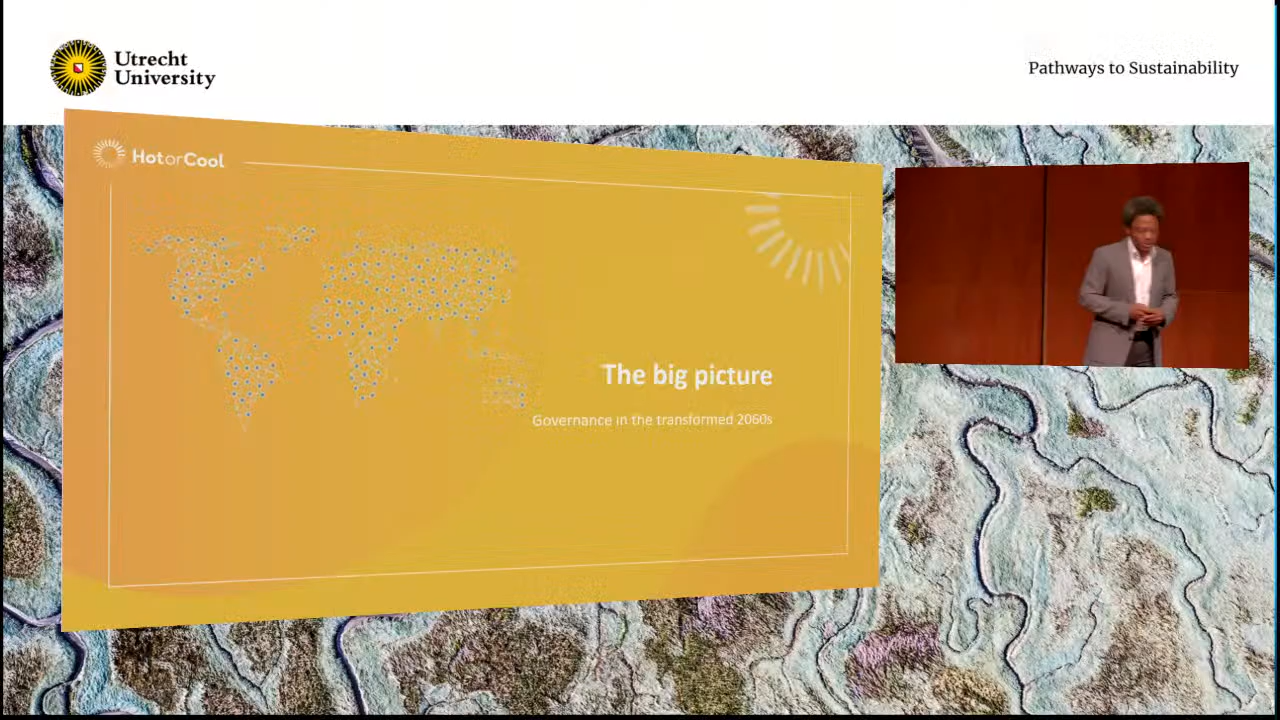 Utrecht
University
Pathways to Sustainability
HotorCool
The big picture
Governance in the transformed 2060s